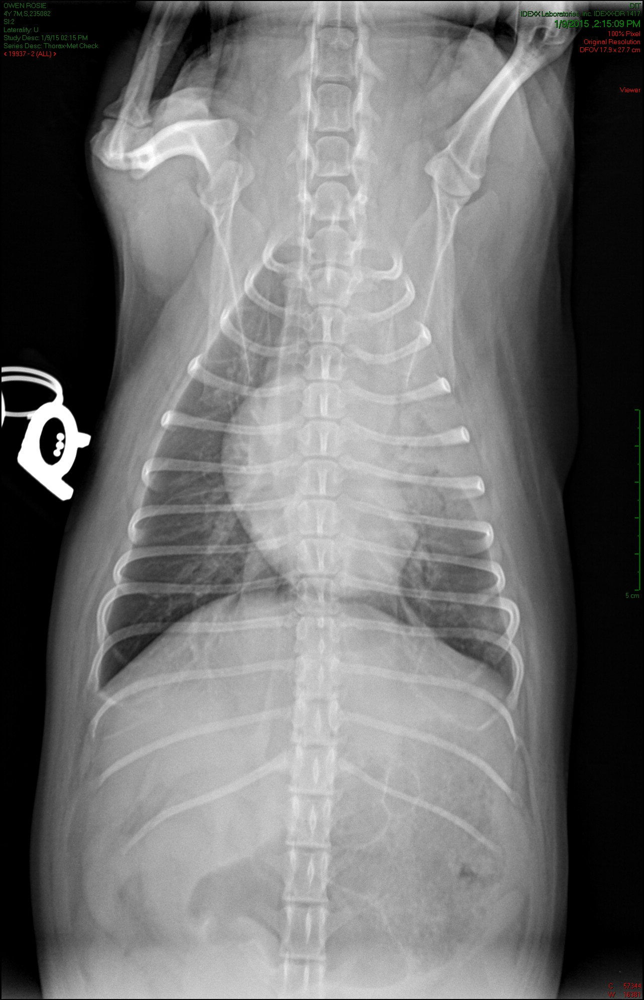 OWEN ROSIE
4Y 7M,S,235082
SI:2
Laterality: U
Study Desc: 1/9/15 02:15 PM
Series Desc: Thorax-Met Check
< 19937 - 2 (ALL) >
DIT
IDEXX Laboratories, Inc. IDEXX-DR 1417
1/9/2015 ,2:15:09 PM
100% Pixel
Original Resolution
DFOV 17.9 x 27.7 cm
Viewer
5 cm
C 57344
W 16381